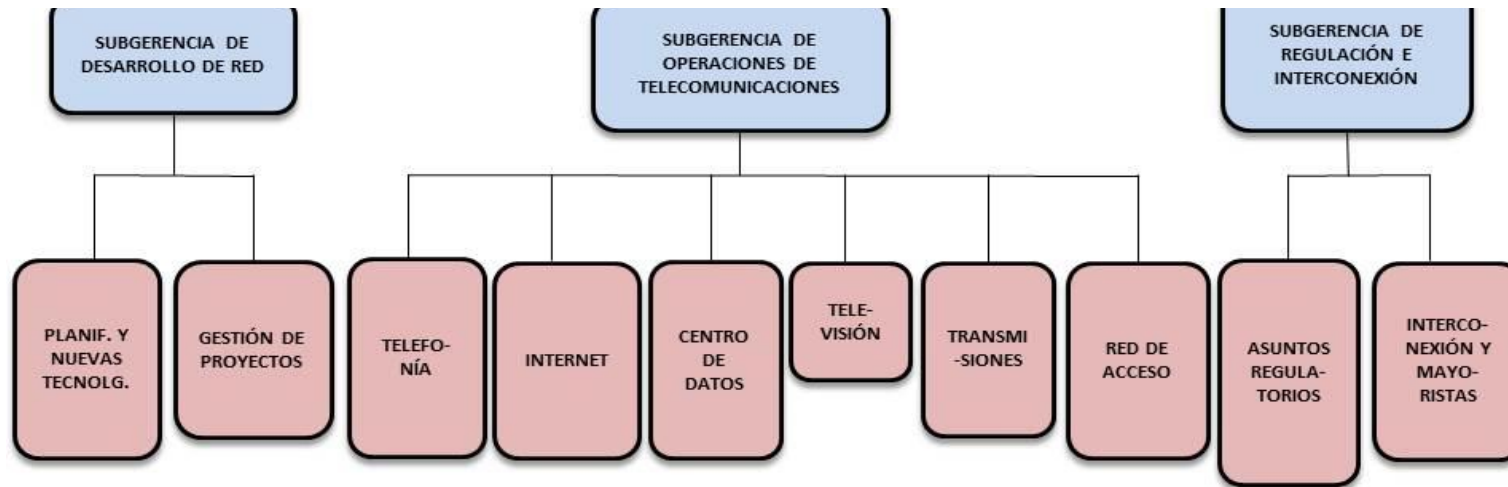 SUBGERENCIA DE
DESARROLLO DE RED
SUBGERENCIA DE
OPERACIONES DE
TELECOMUNICACIONES
SUBGERENCIA DE
REGULACIÓN E
INTERCONEXIÓN
PLANIF. Y
NUEVAS
TECNOLG.
GESTIÓN DE
PROYECTOS
TELEFO-
NÍA
INTERNET
CENTRO
DE
DATOS
TELE-
VISIÓN
TRANSMI
-SIONES
RED DE
ACCESO
ASUNTOS
REGULA-
TORIOS
INTERCO-
NEXIÓN Y
MAYO-
RISTAS